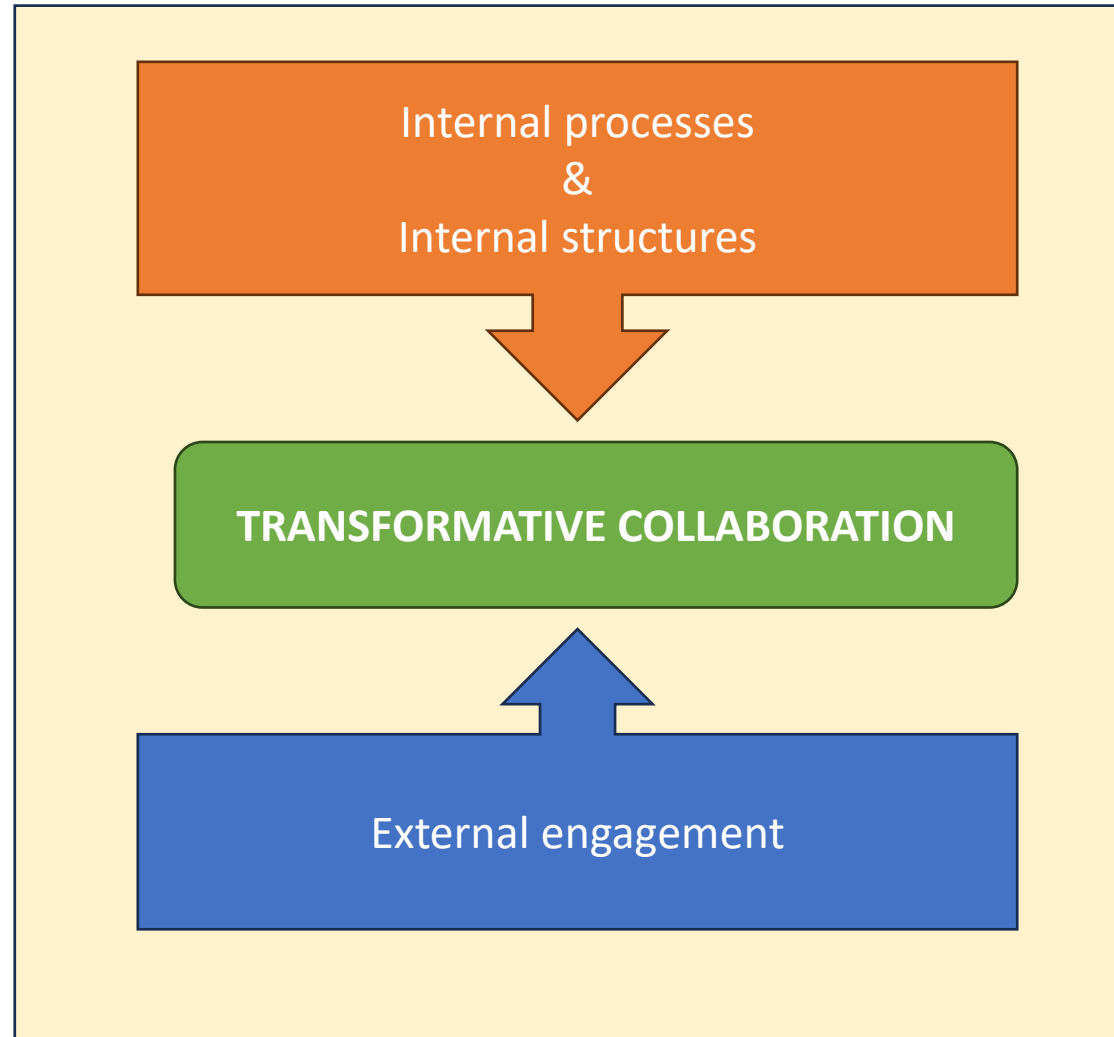 Internal processes
&
Internal structures
TRANSFORMATIVE COLLABORATION
External engagement